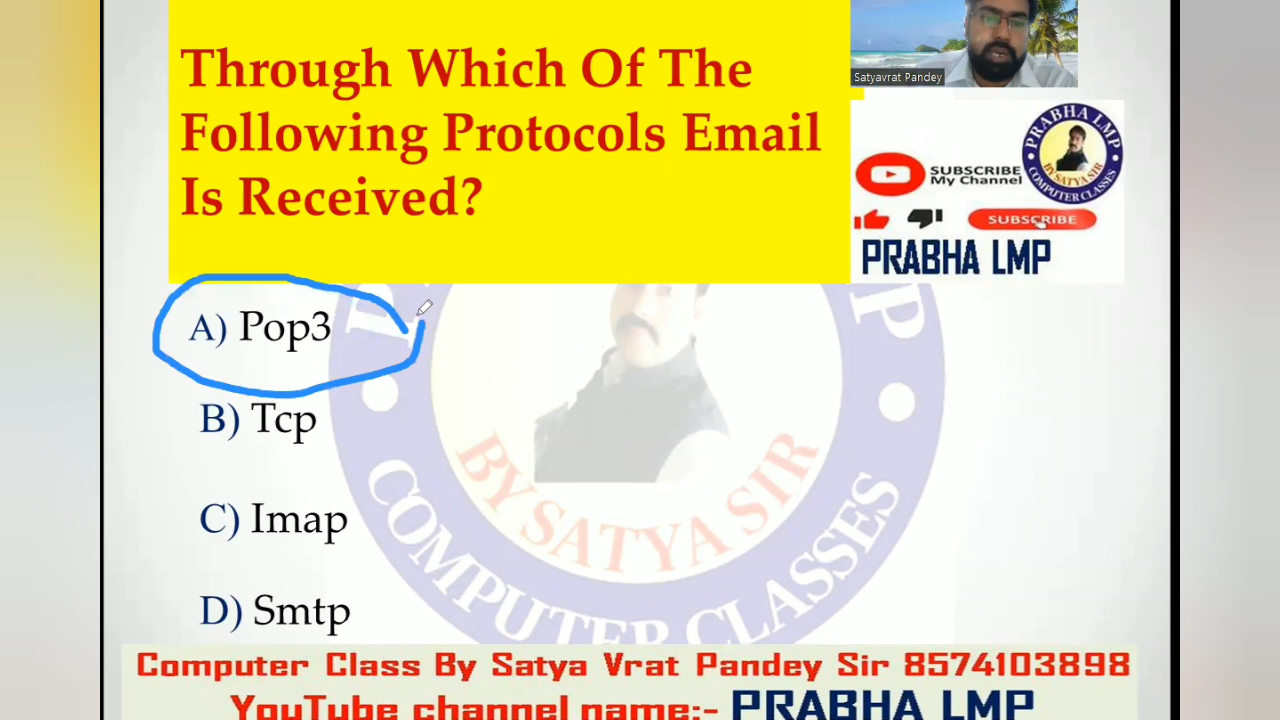 Through Which Of The
Following Protocols Email
Is Received?
Satyavrat Pandey
PRABHA LMP
BY SATYA SIR
COMPUTER CLASSES
SUBSCRIBE
My Channel
SUBSCRIBE
PRABHA LMP
A) Pop3
B) Tcp
C) Imap
D) Smtp
P
P
BY SATYA SIR
COMPUTER CLASSES
Computer Class By Satya Vrat Pandey Sir 8574103898
YouTube channel name:- PRABHA LMP